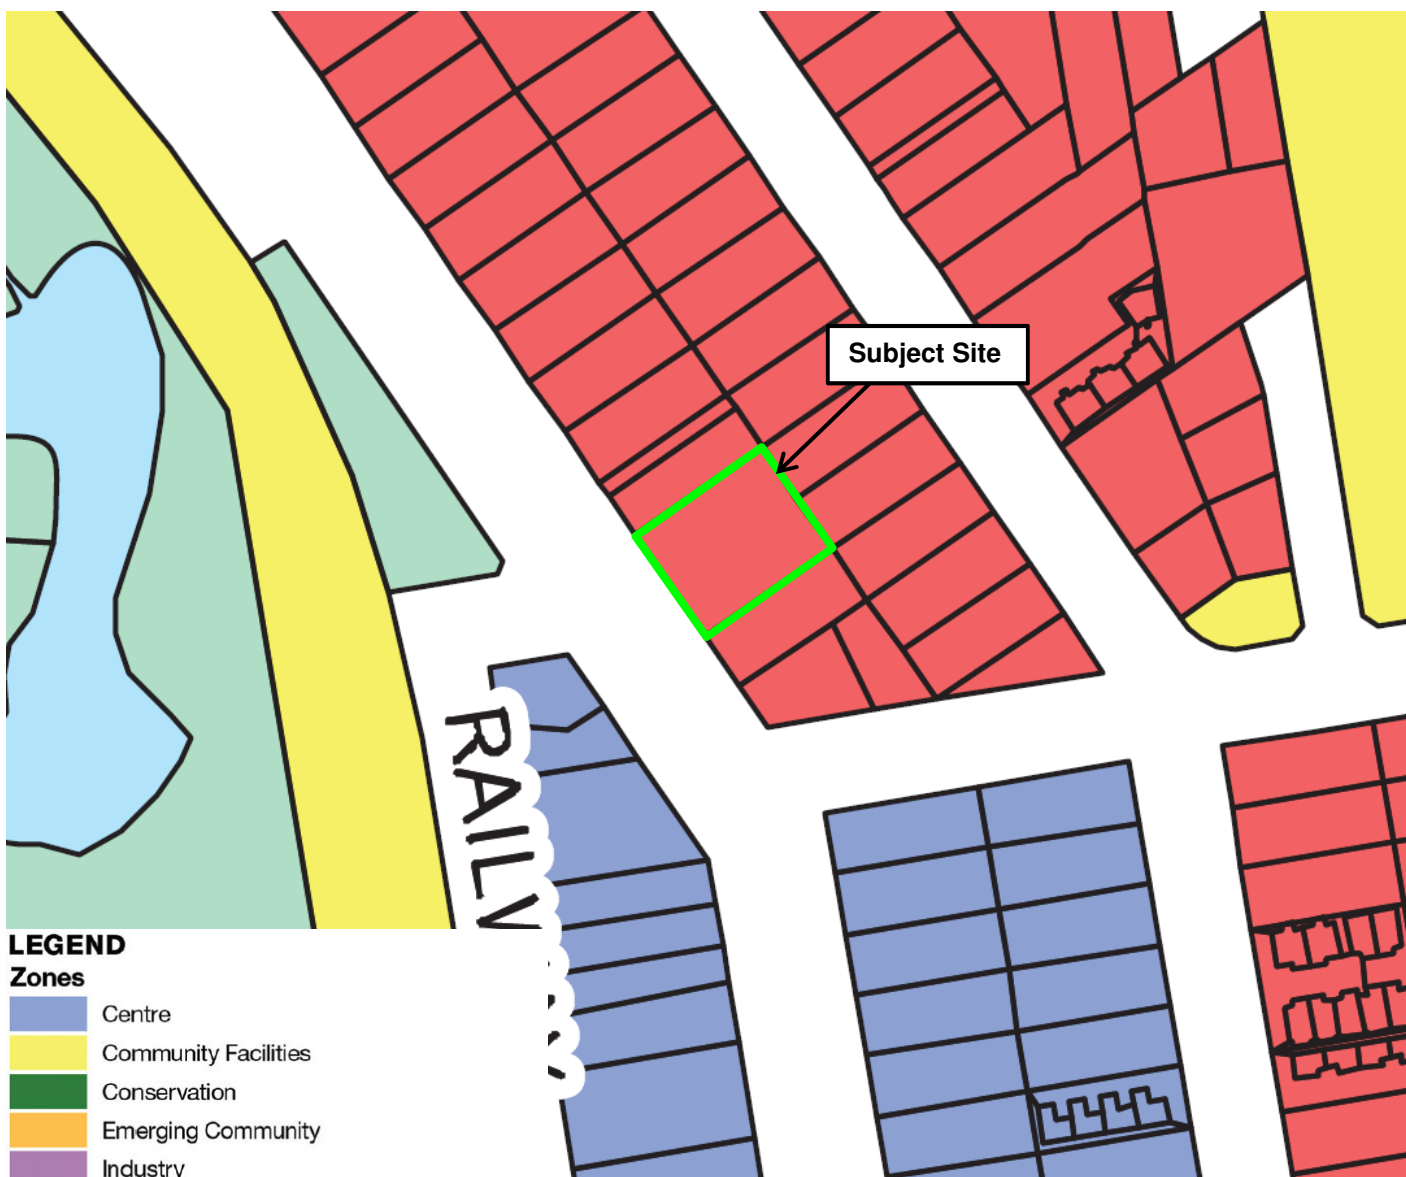 Subject Site
RAILW
LEGEND
Zones
Centre
Community Facilities
Conservation
Emerging Community
Industry